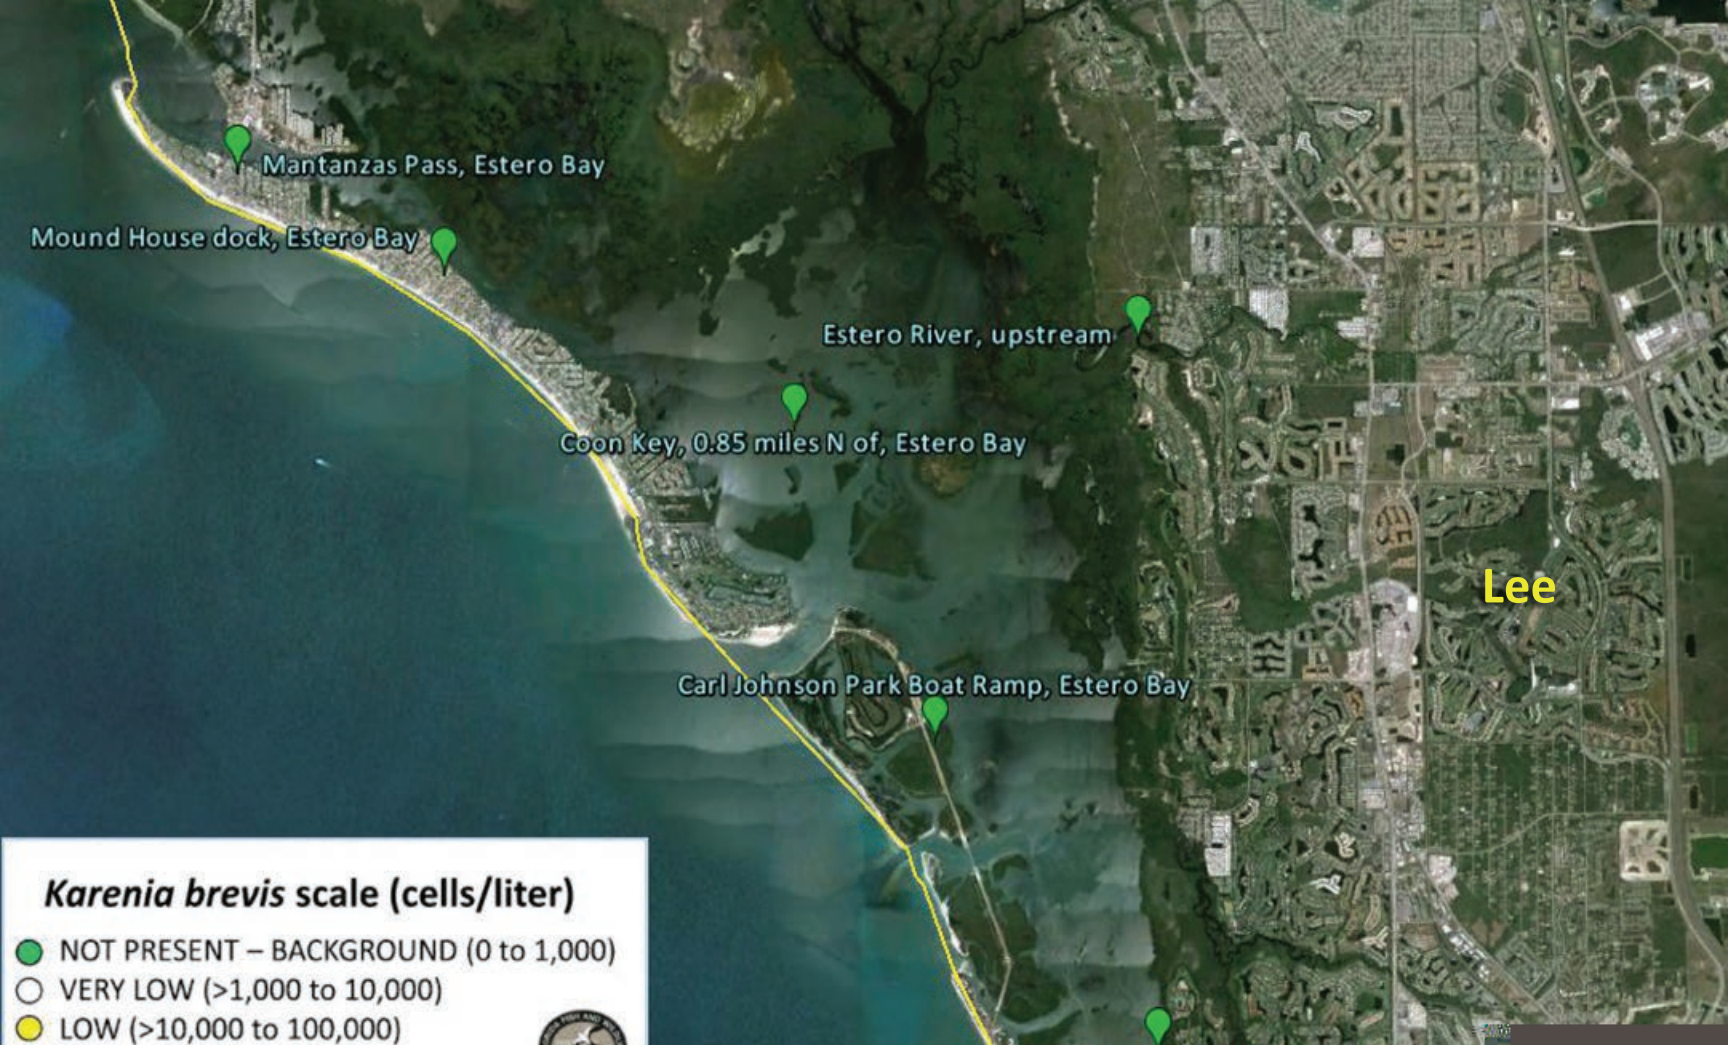 Mantanzas Pass, Estero Bay
Mound House dock, Estero Bay
Estero River, upstream
Coon Key, 0.85 miles N of, Estero Bay
Lee
Carl Johnson Park Boat Ramp, Estero Bay
Karenia brevis scale (cells/liter)
NOT PRESENT – BACKGROUND (0 to 1,000)
VERY LOW (>1,000 to 10,000)
LOW (>10,000 to 100,000)